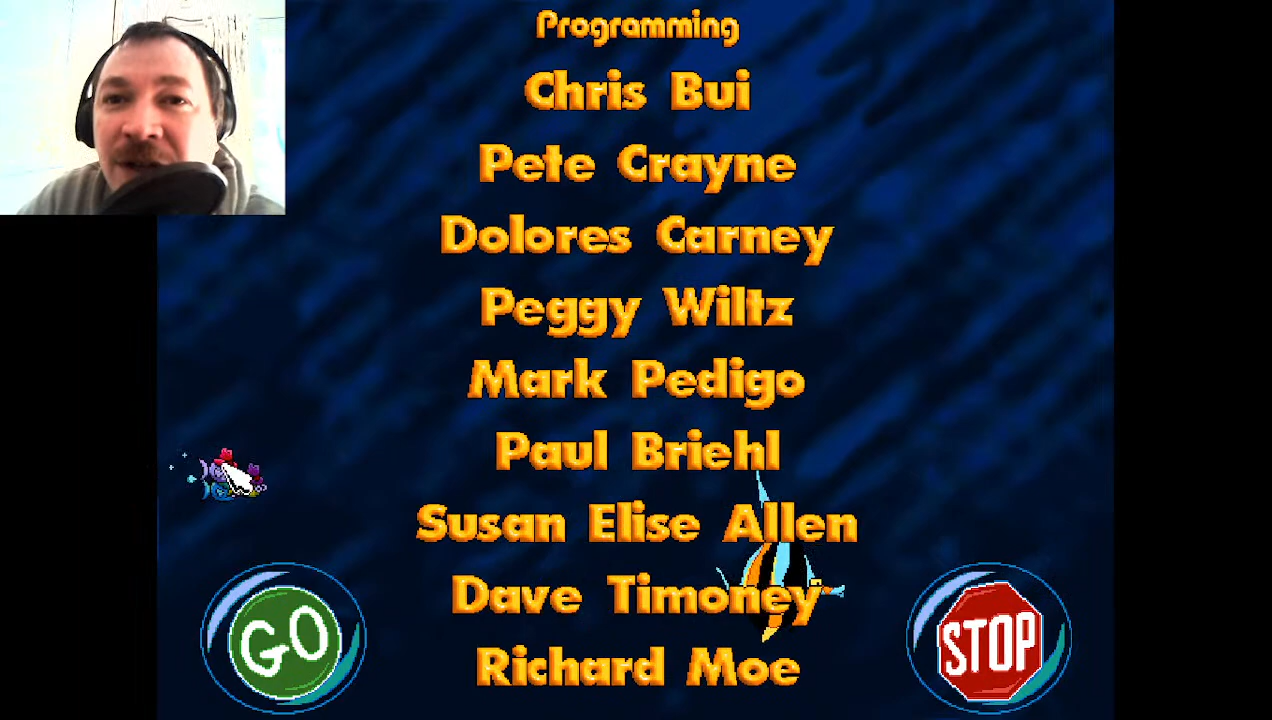 Programming
Chris Bui
Pete Crayne
Dolores Carney
Peggy Wiltz
Mark Pedigo
Paul Briehl
Susan Elise Allen
Dave Timoney
Richard Moe
GO
STOP